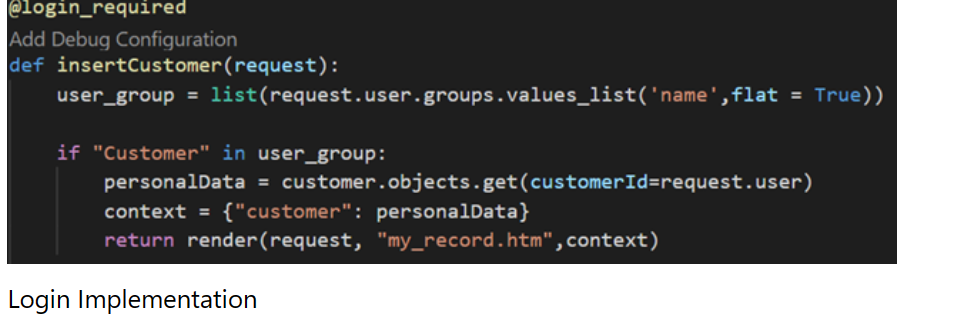 @login_required
Add Debug Configuration
def insertCustomer(request):
    user_group = list(request.user.groups.values_list('name',flat = True))
    if "Customer" in user_group:
        personalData = customer.objects.get(customerId=request.user)
        context = {"customer": personalData}
        return render(request, "my_record.htm",context)
Login Implementation